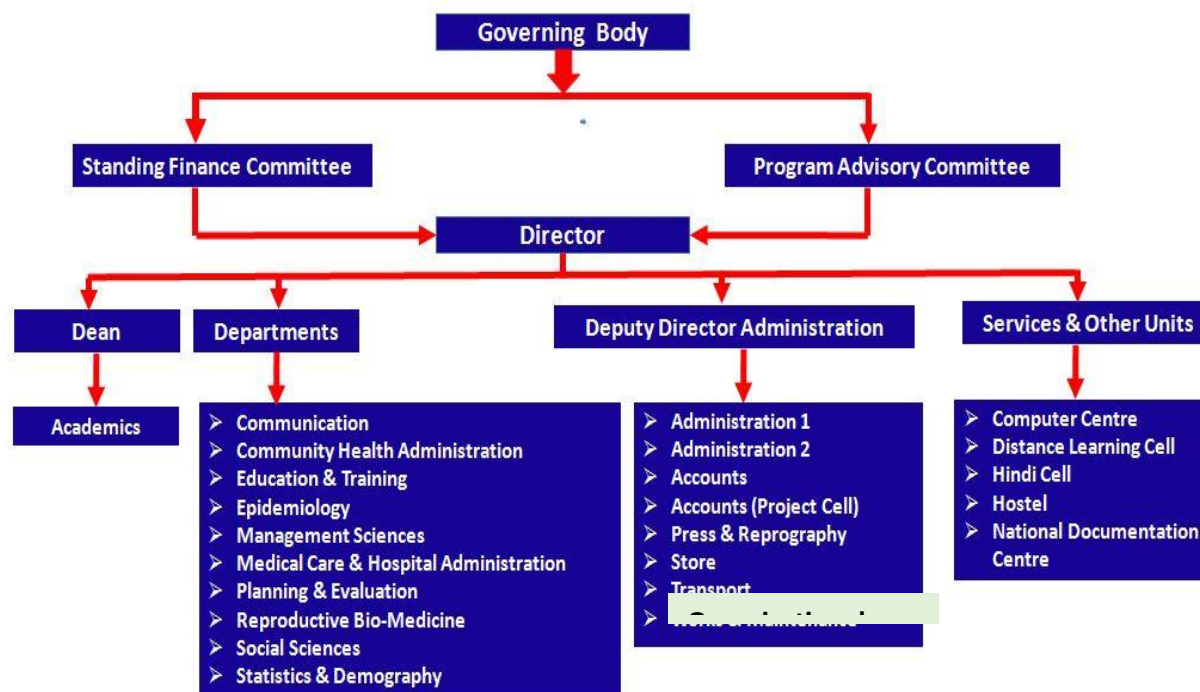 Governing Body
Standing Finance Committee
Program Advisory Committee
Director
Dean
Departments
Deputy Director Administration
Services & Other Units
Academics
Communication
Community Health Administration
Education & Training
Epidemiology
Management Sciences
Medical Care & Hospital Administration
Planning & Evaluation
Reproductive Bio-Medicine
Social Sciences
Statistics & Demography
Administration 1
Administration 2
Accounts
Accounts (Project Cell)
Press & Reprography
Store
Transport
Works & Maintenance
Computer Centre
Distance Learning Cell
Hindi Cell
Hostel
National Documentation
Centre